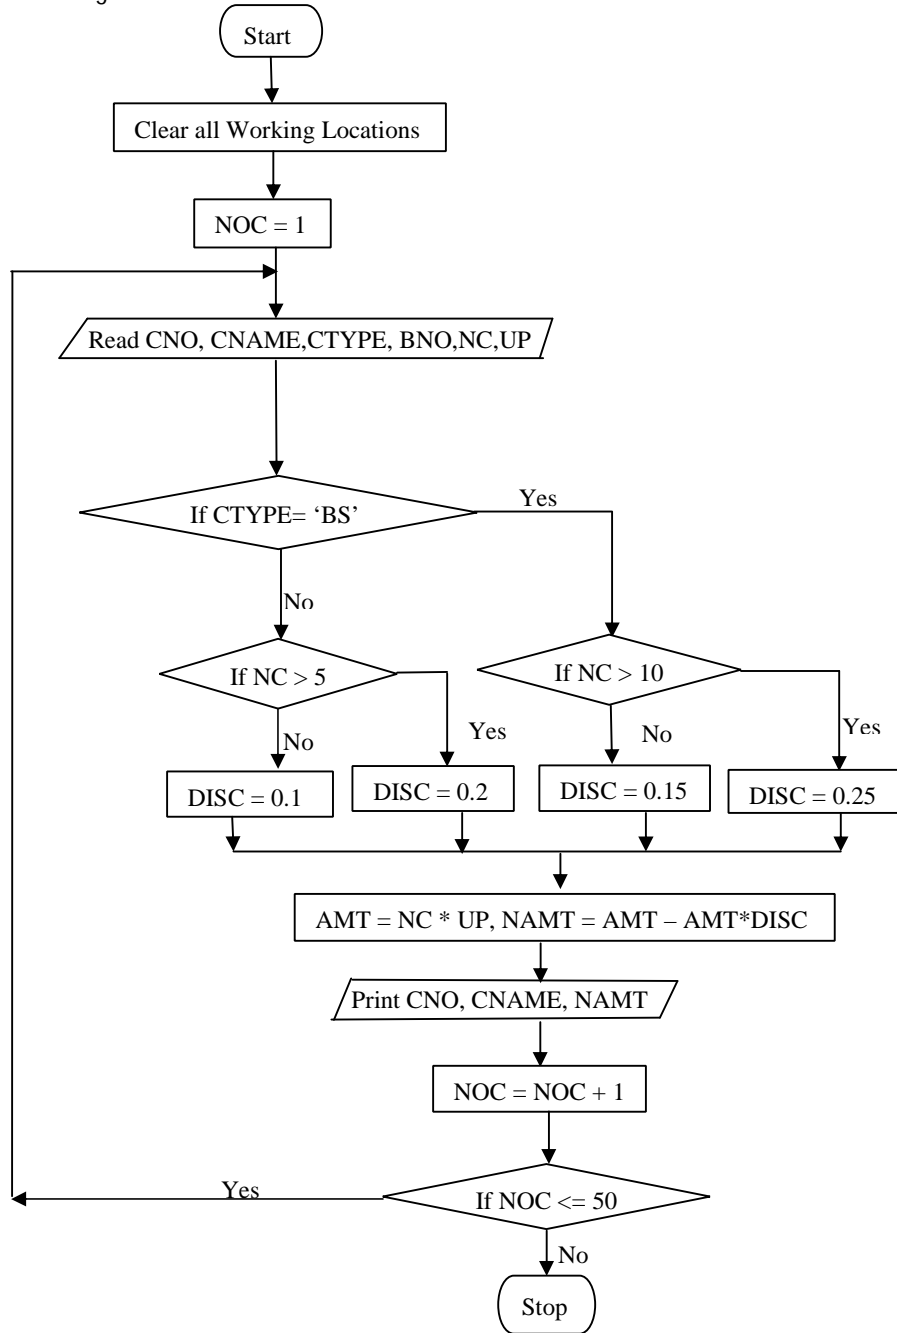 Start
Clear all Working Locations
NOC = 1
Read CNO, CNAME,CTYPE, BNO,NC,UP
Yes
If CTYPE= ‘BS’
No
If NC > 5
If NC > 10
No
Yes
No
Yes
DISC = 0.1
DISC = 0.2
DISC = 0.15
DISC = 0.25
AMT = NC * UP, NAMT = AMT – AMT*DISC
Print CNO, CNAME, NAMT
NOC = NOC + 1
Yes
If NOC <= 50
No
Stop